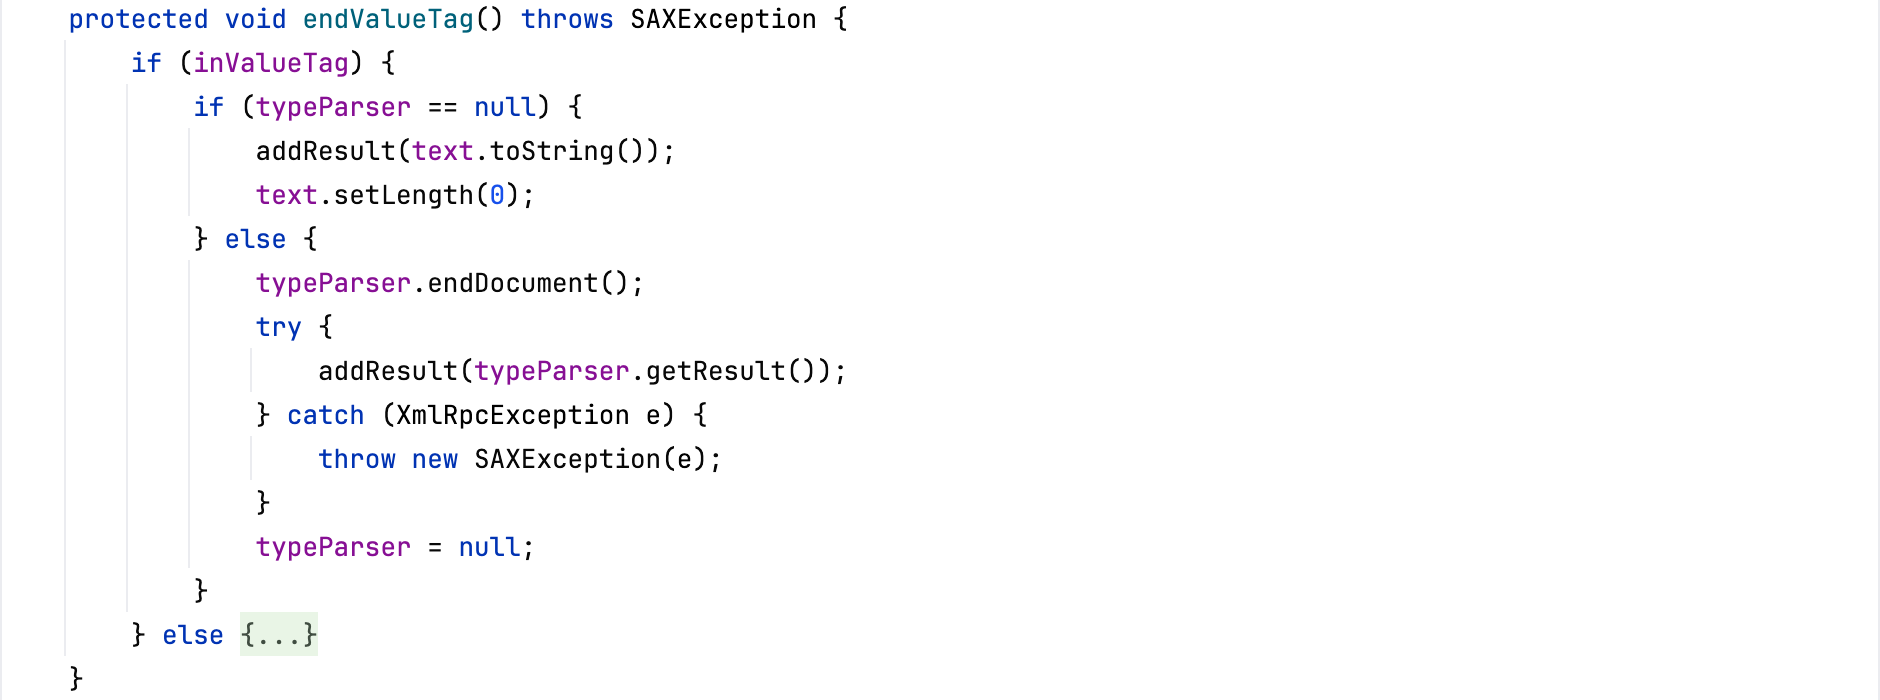 protected void endValueTag() throws SAXException {
    if (inValueTag) {
        if (typeParser == null) {
            addResult(text.toString());
            text.setLength(0);
        } else {
            typeParser.endDocument();
            try {
                addResult(typeParser.getResult());
            } catch (XmlRpcException e) {
                throw new SAXException(e);
            }
            typeParser = null;
        }
    } else {...}
}